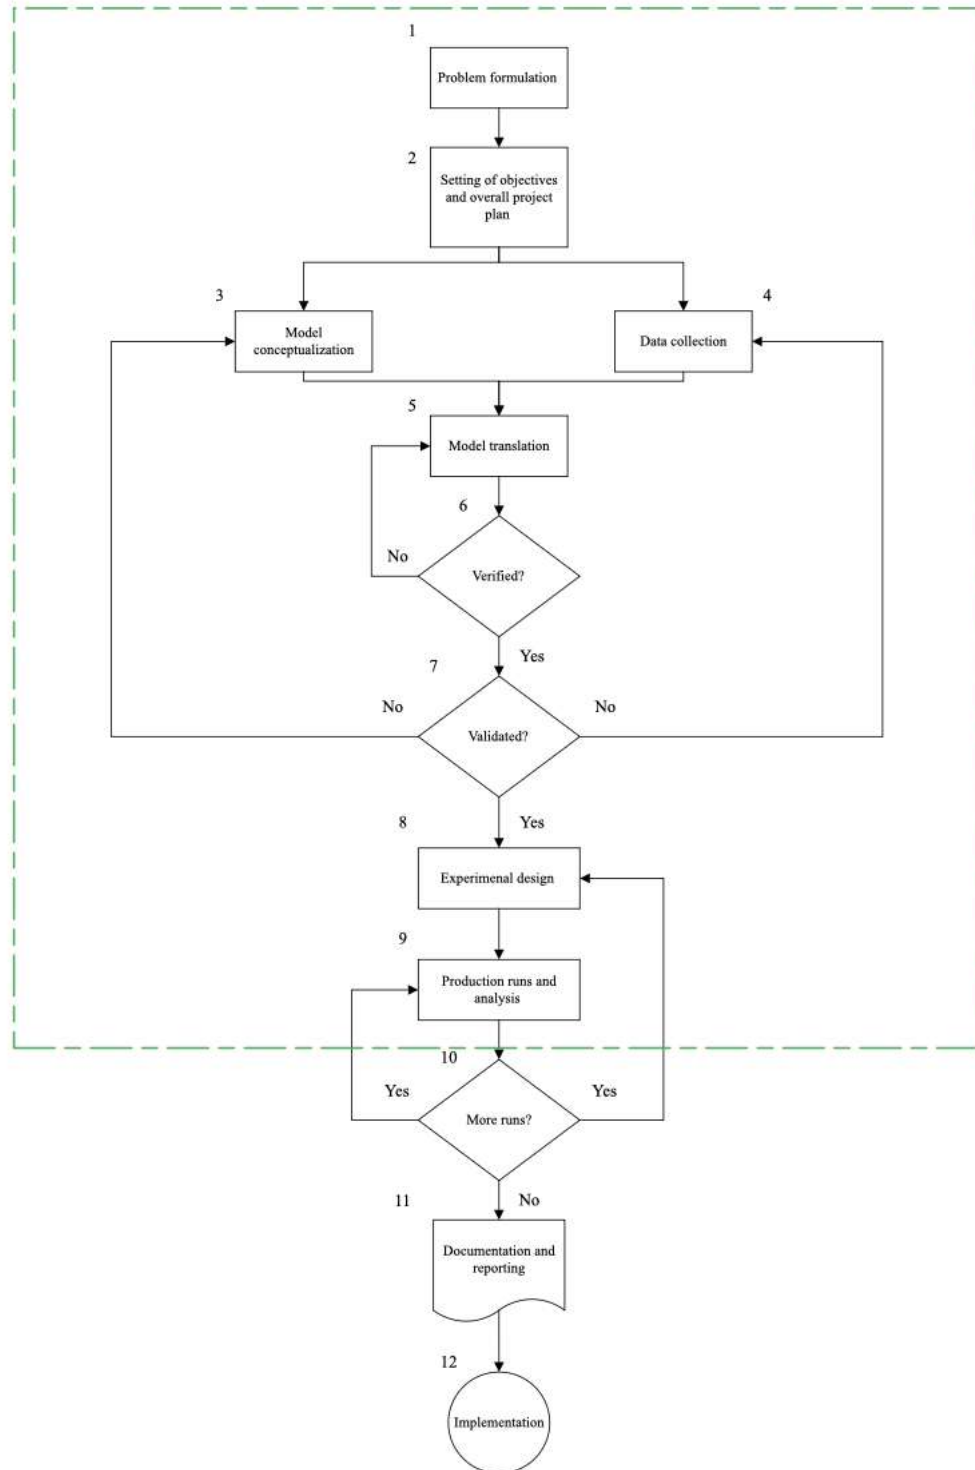 1
Problem formulation
2
Setting of objectives
and overall project
plan
3
4
Model
conceptualization
Data collection
5
Model translation
6
No
Verified?
7
Yes
No
No
Validated?
8
Yes
Experimenal design
9
Production runs and
analysis
10
Yes
Yes
More runs?
11
No
Documentation and
reporting
12
Implementation